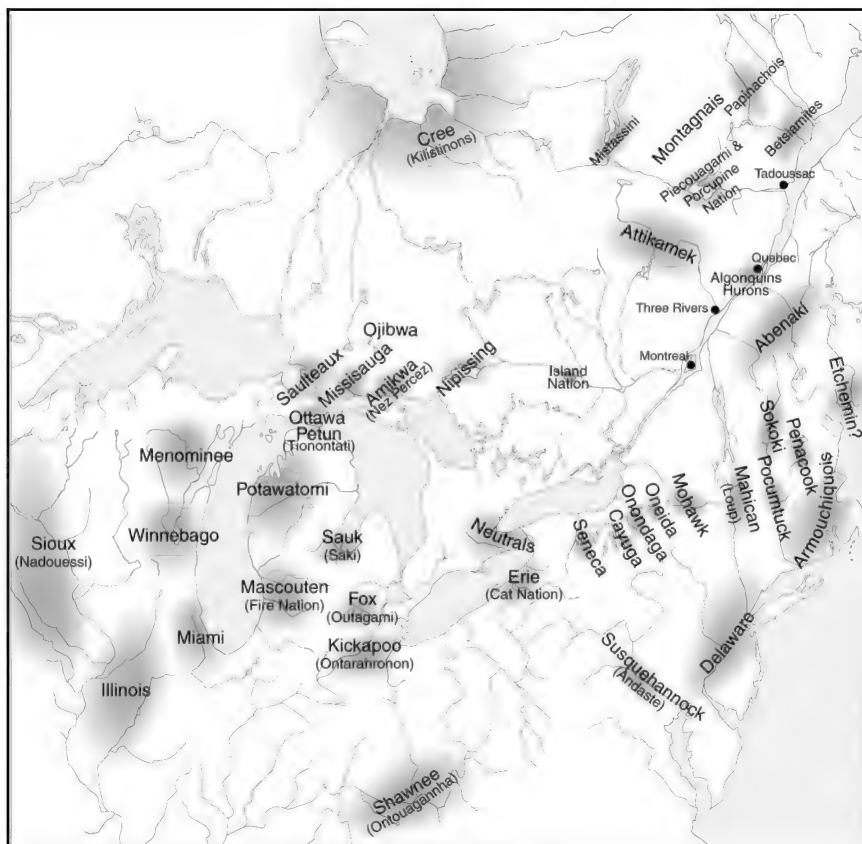 Papinachois
Montagnais
Betsiamites
Mistassini
Cree
(Kilistinons)
Piecouagami &
Porcupine
Nation
Tadoussac
Attikamek
Quebec
Algonquins
Hurons
Three Rivers
Abenaki
Ojibwa
Saulteaux
Missisauga
Amikwa
(Nez Percez)
Nipissing
Island
Nation
Montreal
Etchemin?
Ottawa
Petun
(Tionontati)
Menominee
Potawatomi
Sokoki
Penacook
Pocumtuck
Mahican
(Loup)
Armouchiquois
Mohawk
Oneida
Onondaga
Cayuga
Seneca
Neutrals
Winnebago
Sauk
(Saki)
Sioux
(Nadouessi)
Erie
(Cat Nation)
Mascouten
(Fire Nation)
Fox
(Outagami)
Miami
Kickapoo
(Ontarahronon)
Delaware
Susquehannock
(Andaste)
Illinois
Shawnee
(Ontouagannha)